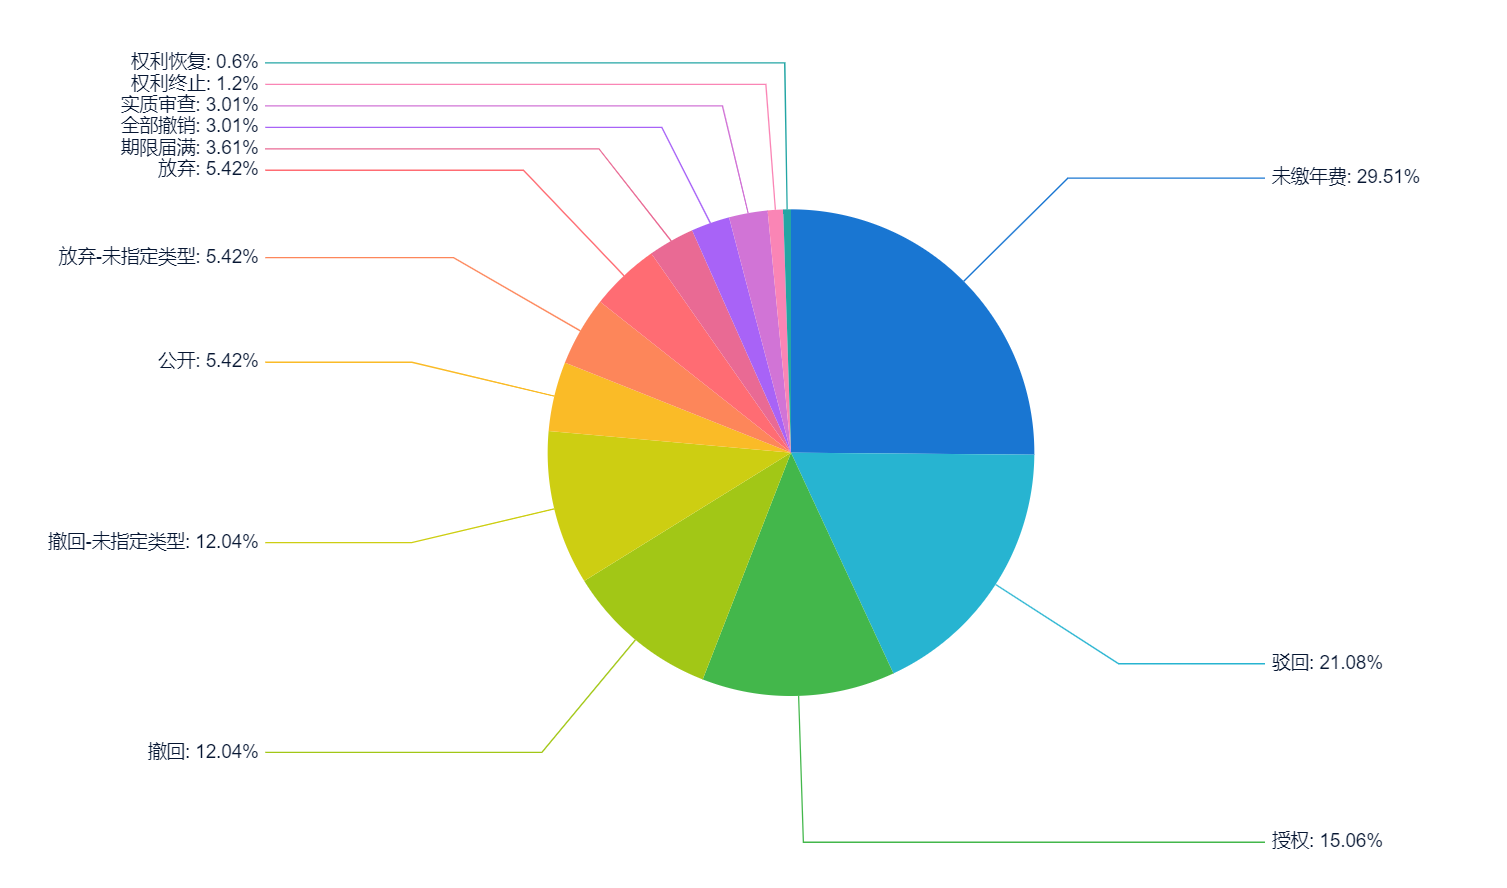 权利恢复: 0.6%
权利终止: 1.2%
实质审查: 3.01%
全部撤销: 3.01%
期限届满: 3.61%
放弃: 5.42%
未缴年费: 29.51%
放弃-未指定类型: 5.42%
公开: 5.42%
撤回-未指定类型: 12.04%
驳回: 21.08%
撤回: 12.04%
授权: 15.06%